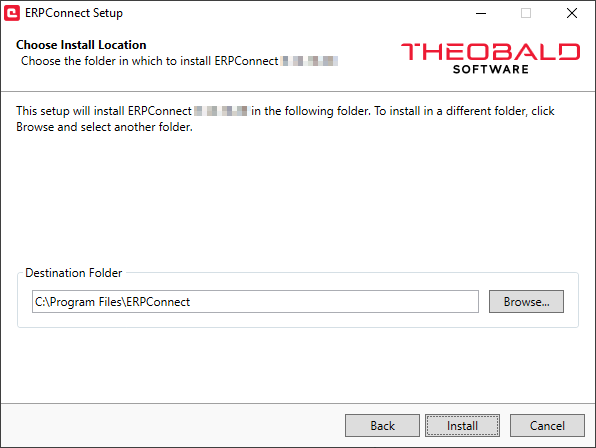 ERPConnect Setup
Choose Install Location
Choose the folder in which to install ERPConnect
THEOBALD
SOFTWARE
This setup will install ERPConnect in the following folder. To install in a different folder, click
Browse and select another folder.
Destination Folder
C:\Program Files\ERPConnect
Browse...
Back
Install
Cancel